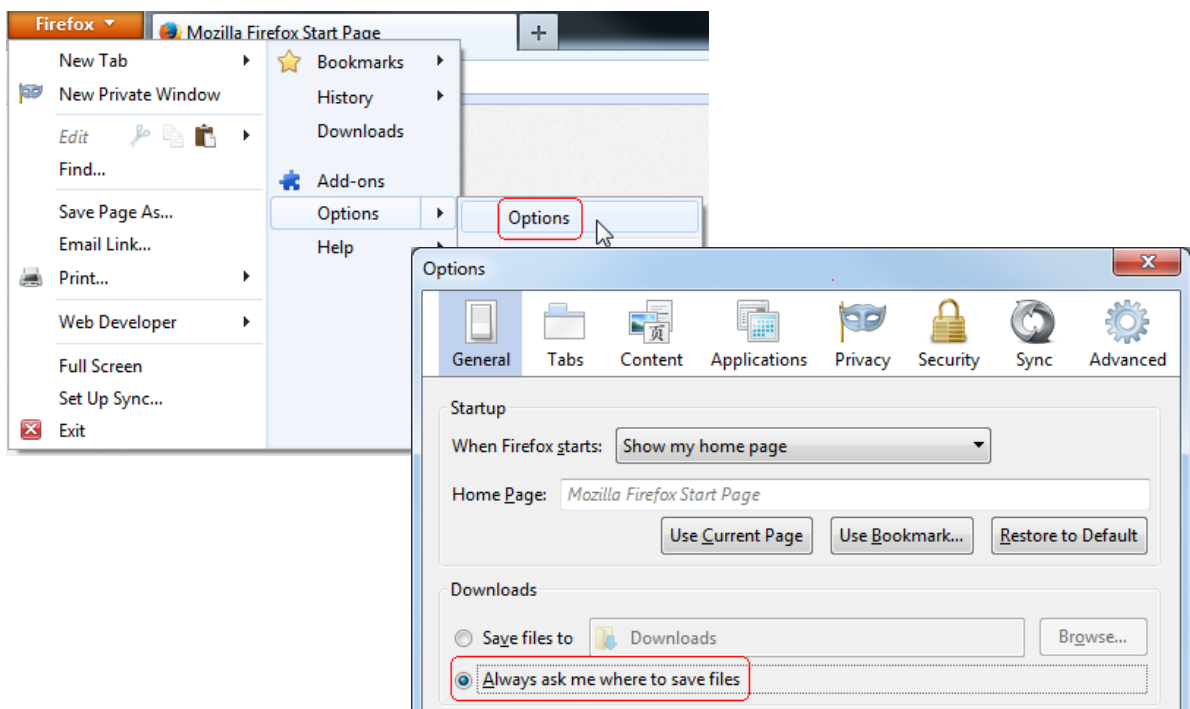 Firefox
Mozilla Firefox Start Page
+
New Tab
New Private Window
Edit
Find...
Save Page As...
Email Link...
Print...
Web Developer
Full Screen
Set Up Sync...
Exit
Bookmarks
History
Downloads
Add-ons
Options
Help
Options
Options
X
页
General Tabs Content Applications Privacy Security Sync Advanced
Startup
When Firefox starts: Show my home page
Home Page: Mozilla Firefox Start Page
Use Current Page Use Bookmark... Restore to Default
Downloads
Save files to Downloads Browse...
Always ask me where to save files